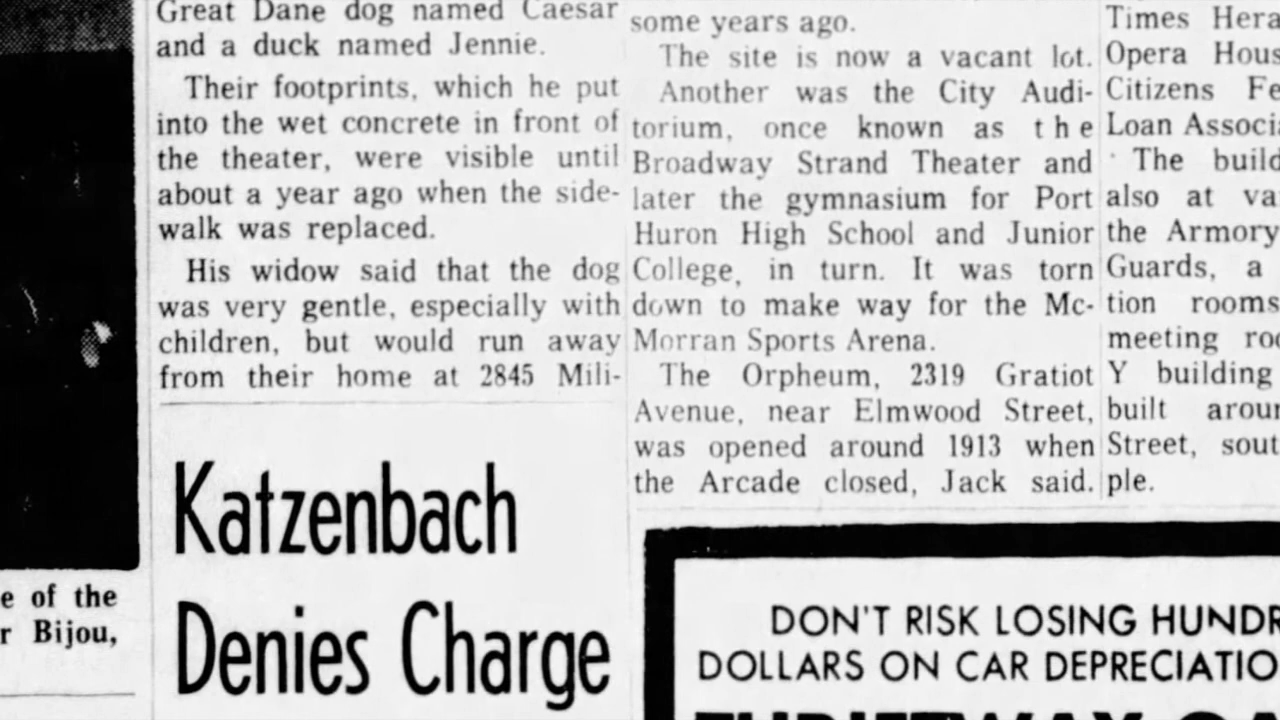 Great Dane dog named Caesar
and a duck named Jennie.
Their footprints, which he put
into the wet concrete in front of
the theater, were visible until
about a year ago when the side-
walk was replaced.
His widow said that the dog
was very gentle, especially with
children, but would run away
from their home at 2845 Mili-
Katzenbach
Denies Charge
e of the
r Bijou,
some years ago.
The site is now a vacant lot.
Another was the City Audi-
torium, once known as the
Broadway Strand Theater and
later the gymnasium for Port
Huron High School and Junior
College, in turn. It was torn
down to make way for the Mc-
Morran Sports Arena.
The Orpheum, 2319 Gratiot
Avenue, near Elmwood Street,
was opened around 1913 when
the Arcade closed, Jack said.
Times Hera
Opera Hous
Citizens Fe
Loan Associa
The build
also at va
the Armory
Guards, a
tion rooms
meeting roo
Y building
built aroun
Street, sout
ple.
DON'T RISK LOSING HUNDR
DOLLARS ON CAR DEPRECIATIO